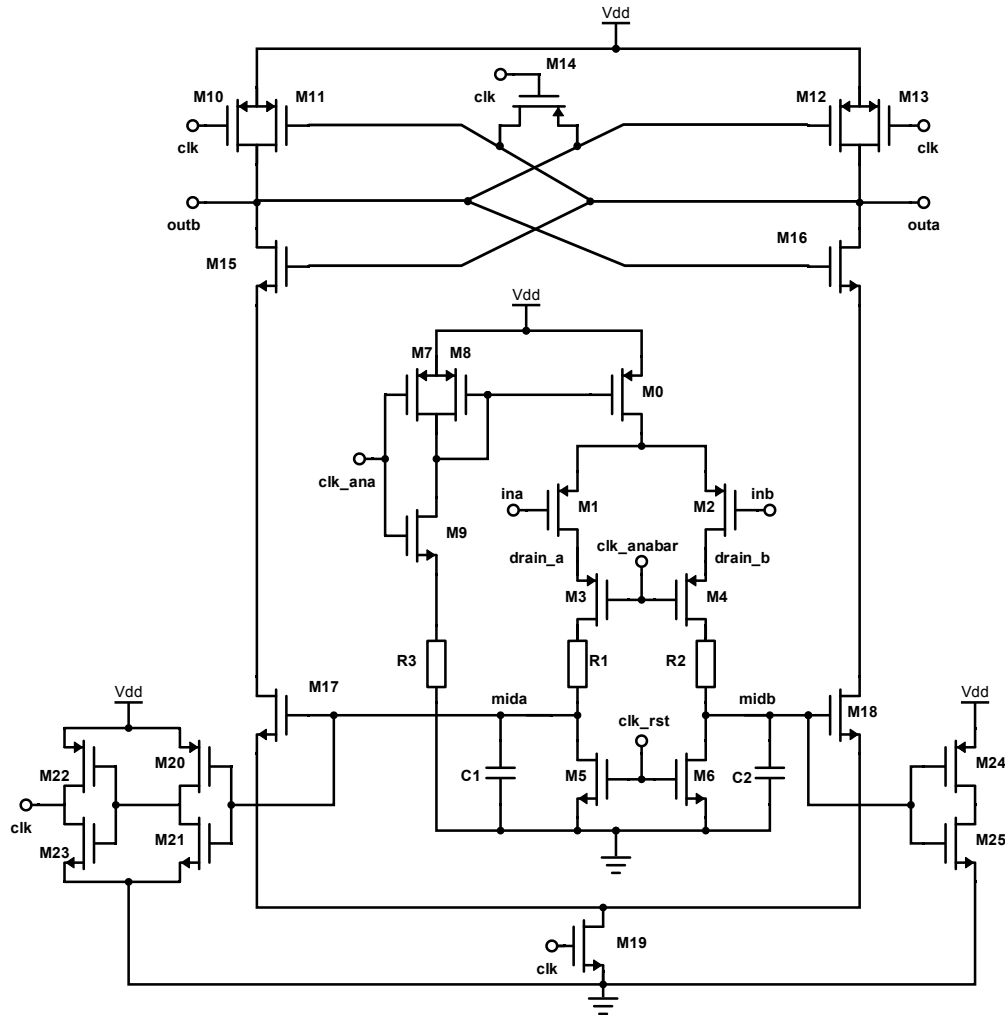 Vdd
M14
M10
M11
clk
M12
M13
clk
clk
outb
outa
M15
M16
Vdd
M7
M8
M0
clk_ana
ina
M1
M2
inb
M9
drain_a
clk_anabar
drain_b
M3
M4
R3
R1
R2
M17
mida
midb
M18
clk_rst
Vdd
Vdd
M22
M20
C1
M5
M6
C2
M24
clk
M23
M21
M25
M19
clk